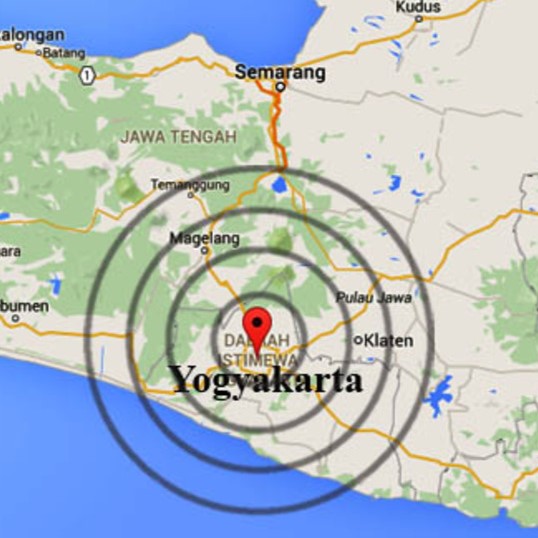 Kudus
alongan
Batang
1
Semarang
JAWA TENGAH
Temanggung
Magelang
ara
Pulau Jawa
bumen
DAERAH
ISTIMEWA
Klaten
Yogyakarta